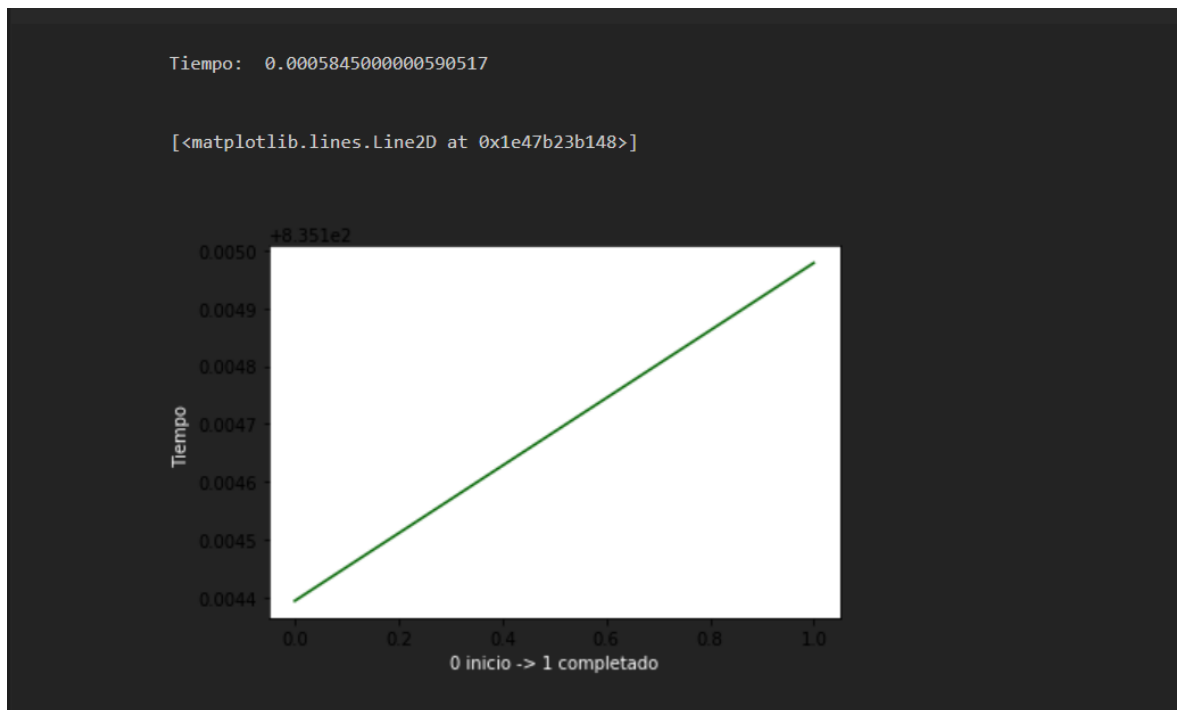 Tiempo:  0.0005845000000590517
[<matplotlib.lines.Line2D at 0x1e47b23b148>]
+8.351e2
0.0050
0.0049
0.0048
0.0047
0.0046
0.0045
0.0044
Tiempo
0.0 0.2 0.4 0.6 0.8 1.0
0 inicio -> 1 completado